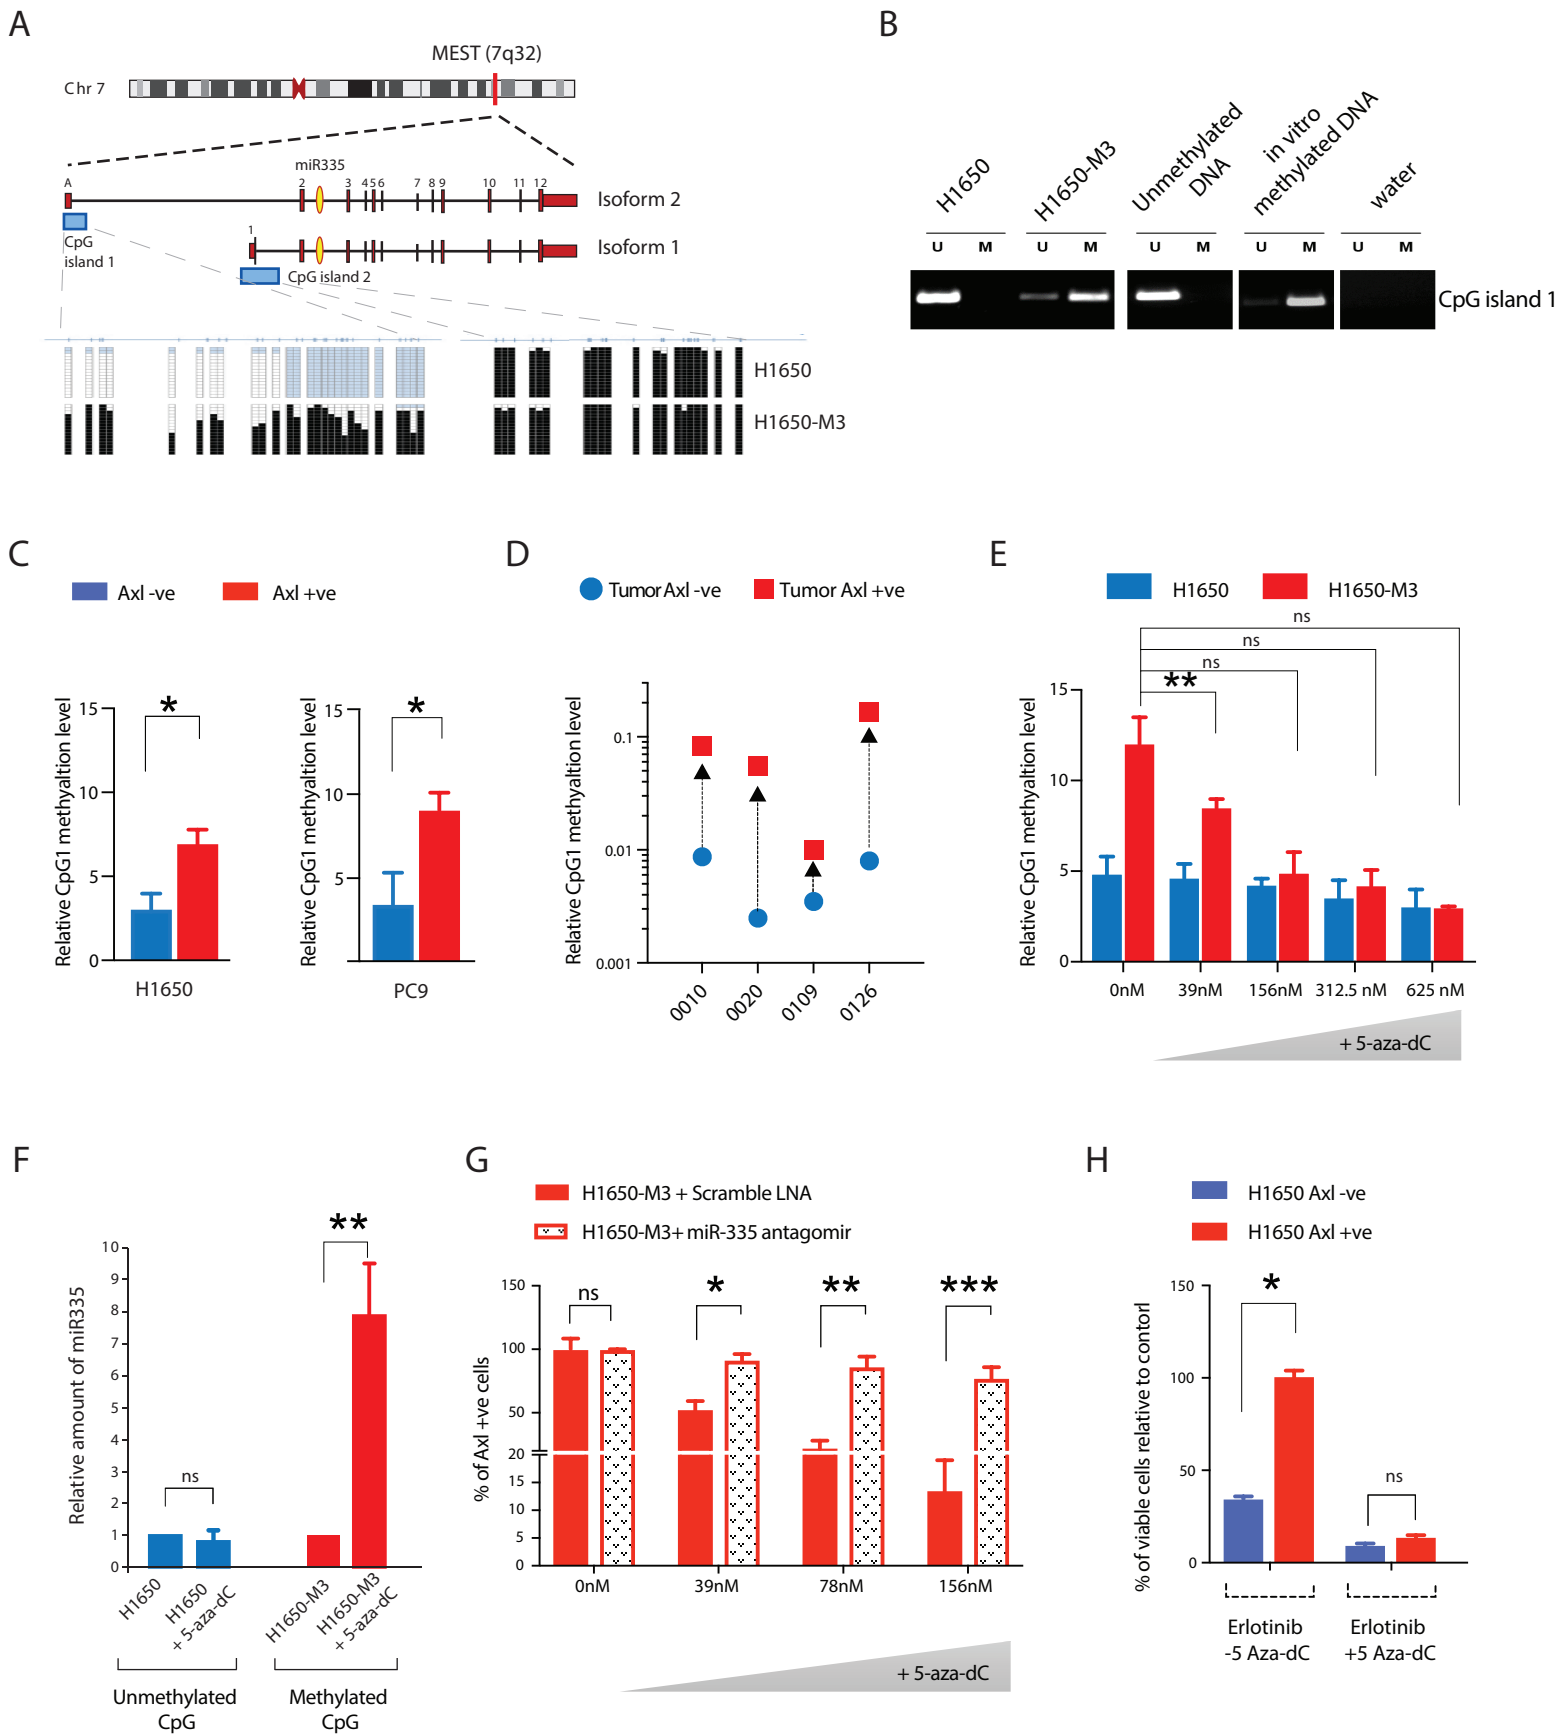 A
MEST (7q32)
Chr 7
miR335
A 2 3 4 5 6 7 8 9 10 11 12
Isoform 2
CpG
island 1
1
Isoform 1
CpG island 2
H1650
H1650-M3
B
H1650
H1650-M3
Unmethylated
DNA
in vitro
methylated DNA
water
U M U M U M U M U M
CpG island 1
C
Axl -ve
Axl +ve
Relative CpG1 methyaltion level
15
10
5
0
*
H1650
Relative CpG1 methyaltion level
15
10
5
*
PC9
D
Tumor Axl -ve
Tumor Axl +ve
Relative CpG1 methyaltion level
0.1
0.01
0.001
0010
0020
0109
0126
E
H1650
H1650-M3
ns
ns
ns
**
Relative CpG1 methyaltion level
15
10
5
0
0nM 39nM 156nM 312.5 nM 625 nM
+ 5-aza-dC
F
Relative amount of miR335
10
9
8
7
6
5
4
3
2
1
0
ns
**
H1650
H1650
+ 5-aza-dC
H1650-M3
H1650-M3
+ 5-aza-dC
Unmethylated
CpG
Methylated
CpG
G
H1650-M3 + Scramble LNA
H1650-M3+ miR-335 antagomir
% of Axl +ve cells
150
100
50
20
15
10
5
0
ns
*
**
***
0nM 39nM 78nM 156nM
+ 5-aza-dC
H
H1650 Axl -ve
H1650 Axl +ve
% of viable cells relative to contorl
150
100
50
0
*
ns
Erlotinib
-5 Aza-dC
Erlotinib
+5 Aza-dC